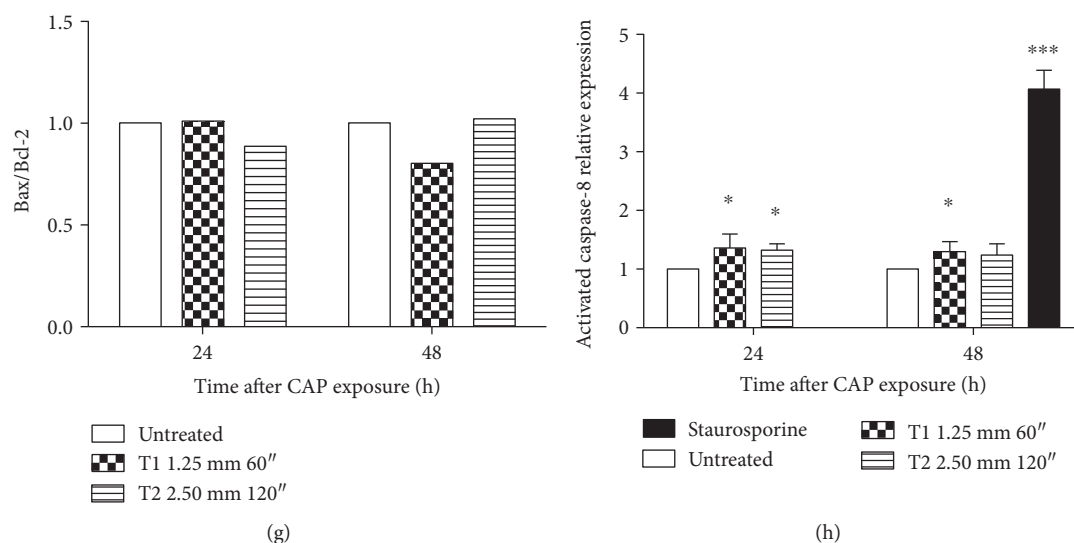 1.5
1.0
0.5
0.0
Bax/Bcl-2
24
48
Time after CAP exposure (h)
Untreated
T1 1.25 mm 60″
T2 2.50 mm 120″
(g)
5
4
3
2
1
0
Activated caspase-8 relative expression
*
*
*
***
24
48
Time after CAP exposure (h)
Staurosporine
Untreated
T1 1.25 mm 60″
T2 2.50 mm 120″
(h)